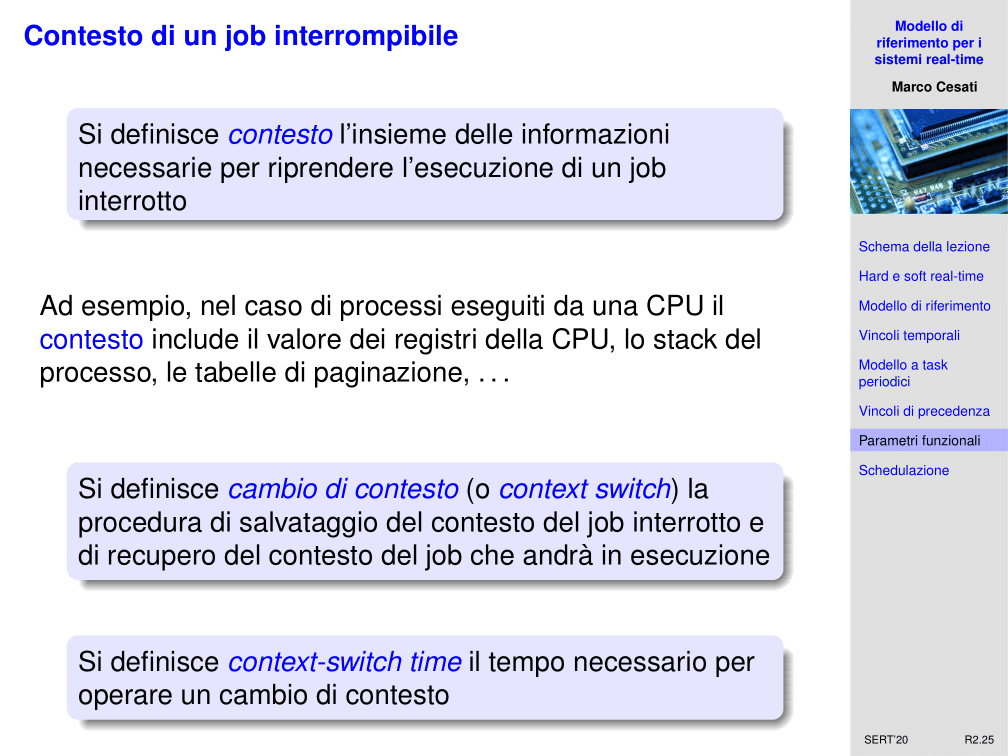 Contesto di un job interrompibile
Si definisce contesto l'insieme delle informazioni
necessarie per riprendere l'esecuzione di un job
interrotto
Ad esempio, nel caso di processi eseguiti da una CPU il
contesto include il valore dei registri della CPU, lo stack del
processo, le tabelle di paginazione, . . .
Si definisce cambio di contesto (o context switch) la
procedura di salvataggio del contesto del job interrotto e
di recupero del contesto del job che andrà in esecuzione
Si definisce context-switch time il tempo necessario per
operare un cambio di contesto
Modello di
riferimento per i
sistemi real-time
Marco Cesati
R47 R48
Schema della lezione
Hard e soft real-time
Modello di riferimento
Vincoli temporali
Modello a task
periodici
Vincoli di precedenza
Parametri funzionali
Schedulazione
SERT'20 R2.25